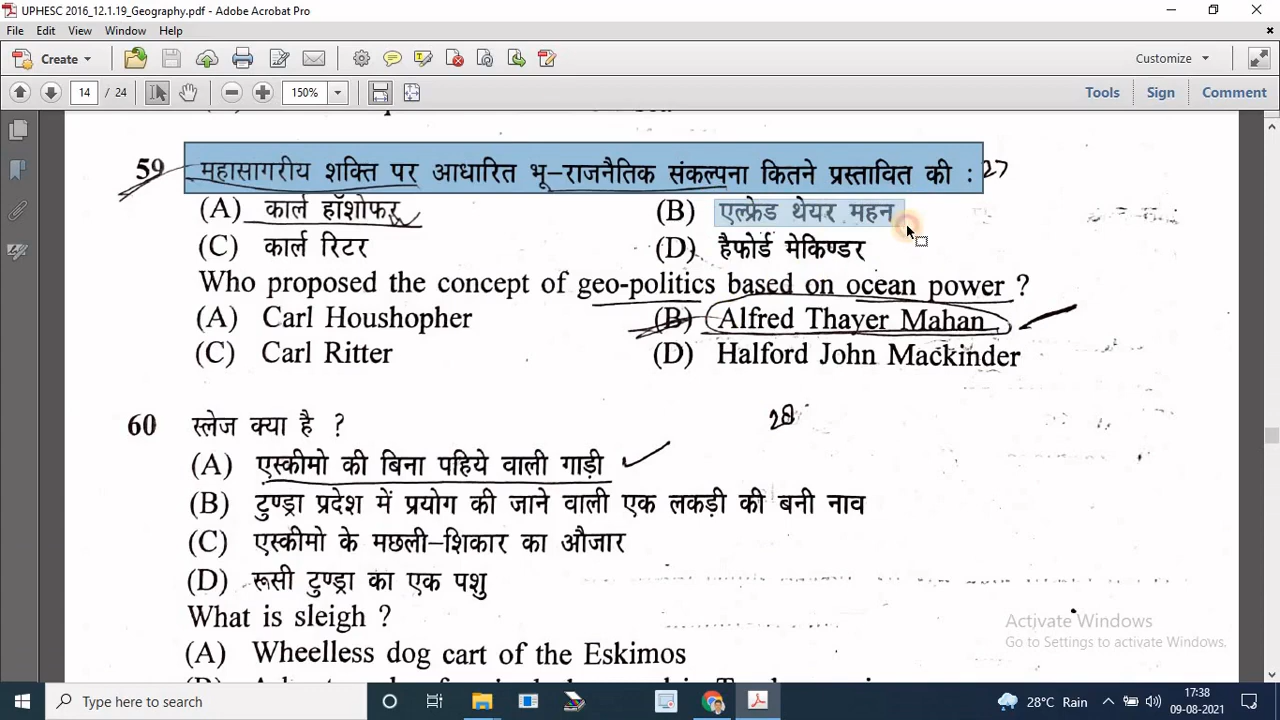 UPHESC 2016_12.1.19_Geography.pdf - Adobe Acrobat Pro
File Edit View Window Help
Create
Customize
14 / 24
150%
Tools Sign Comment
59 महासागरीय शक्ति पर आधारित भू-राजनैतिक संकल्पना कितने प्रस्तावित की : 27
(A) कार्ल हॉशोफर (B) एल्फ्रेड थेयर महन
(C) कार्ल रिटर (D) हैफोर्ड मेकिण्डर
Who proposed the concept of geo-politics based on ocean power ?
(A) Carl Houshopher (B) Alfred Thayer Mahan
(C) Carl Ritter (D) Halford John Mackinder
60 स्लेज क्या है ? 28
(A) एस्कीमो की बिना पहिये वाली गाड़ी
(B) टुण्ड्रा प्रदेश में प्रयोग की जाने वाली एक लकड़ी की बनी नाव
(C) एस्कीमो के मछली-शिकार का औजार
(D) रूसी टुण्ड्रा का एक पशु
What is sleigh ?
(A) Wheelless dog cart of the Eskimos
Activate Windows
Go to Settings to activate Windows.
Type here to search
28°C Rain
17:38
09-08-2021